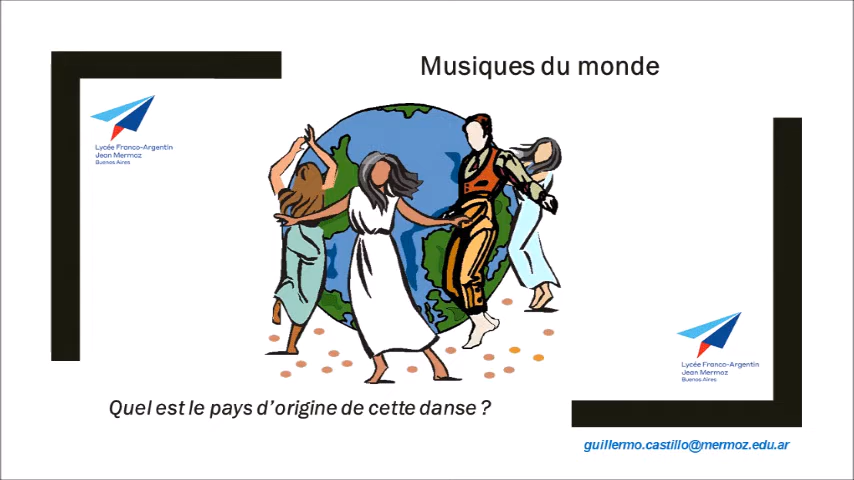 Musiques du monde
Lycée Franco-Argentin
Jean Mermoz
Buenos Aires
Lycée Franco-Argentin
Jean Mermoz
Buenos Aires
Quel est le pays d’origine de cette danse ?
guillermo.castillo@mermoz.edu.ar